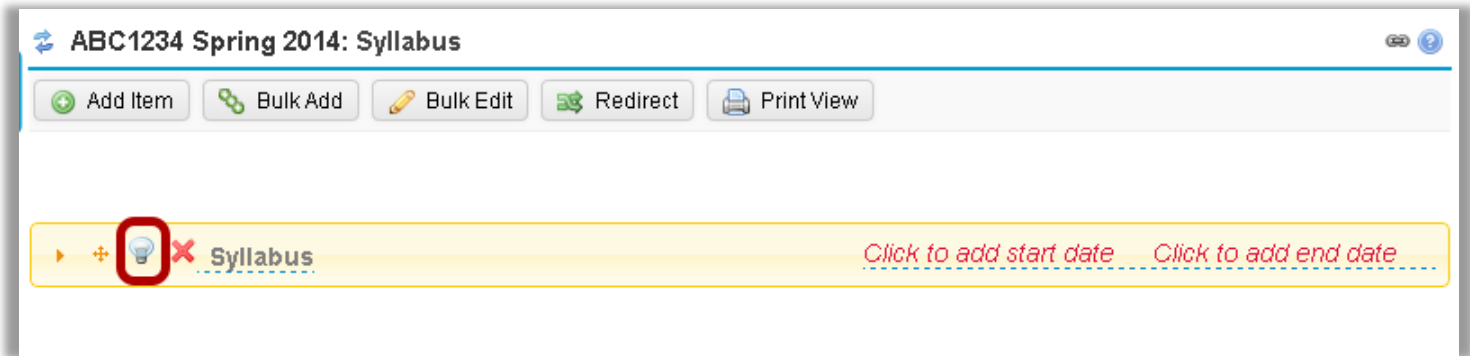 ABC1234 Spring 2014: Syllabus
Add Item Bulk Add Bulk Edit Redirect Print View
Syllabus Click to add start date Click to add end date